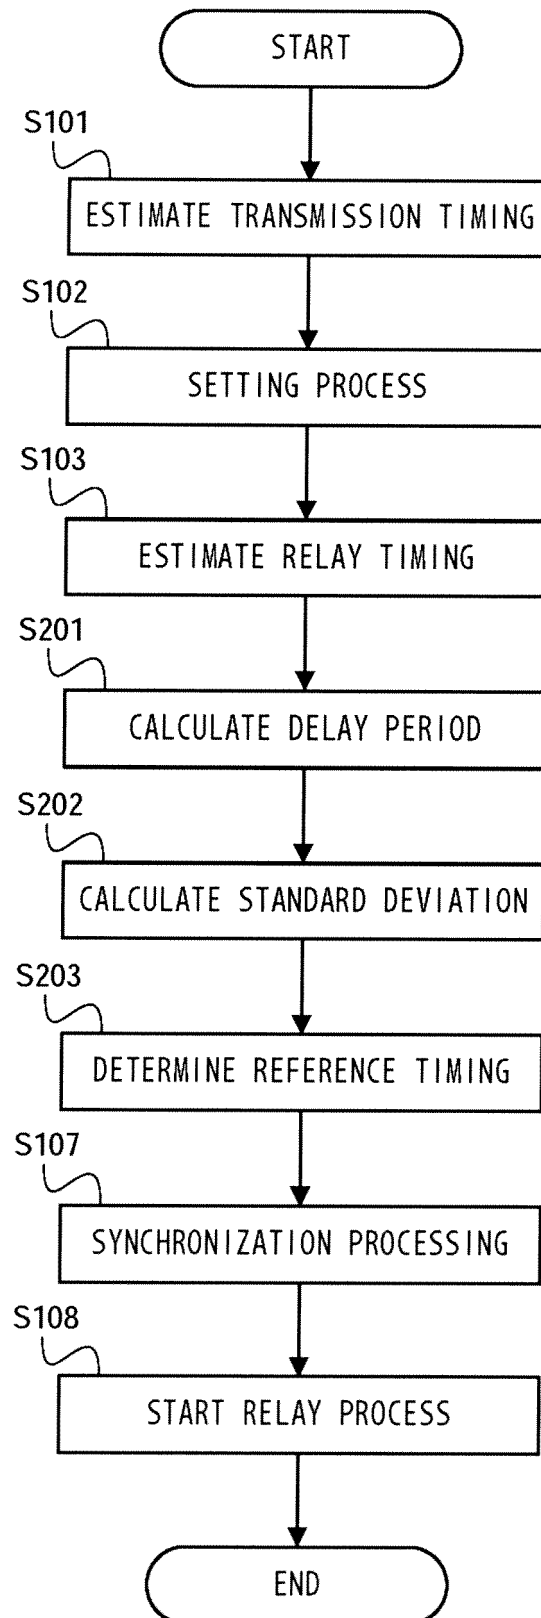 START
S101
ESTIMATE TRANSMISSION TIMING
S102
SETTING PROCESS
S103
ESTIMATE RELAY TIMING
S201
CALCULATE DELAY PERIOD
S202
CALCULATE STANDARD DEVIATION
S203
DETERMINE REFERENCE TIMING
S107
SYNCHRONIZATION PROCESSING
S108
START RELAY PROCESS
END